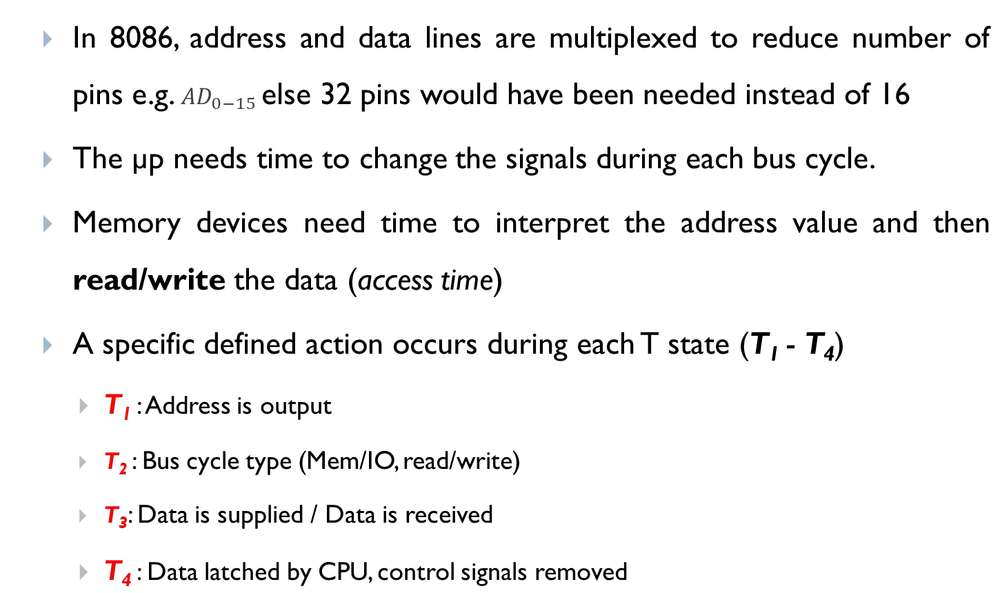 In 8086, address and data lines are multiplexed to reduce number of
pins e.g. AD₀₋₁₅ else 32 pins would have been needed instead of 16
The µp needs time to change the signals during each bus cycle.
Memory devices need time to interpret the address value and then
read/write the data (access time)
A specific defined action occurs during each T state (T₁ - T₄)
T₁ : Address is output
T₂ : Bus cycle type (Mem/IO, read/write)
T₃: Data is supplied / Data is received
T₄ : Data latched by CPU, control signals removed